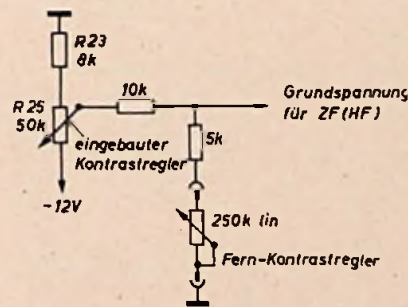 R23
8k
10k
Grundspannung
für ZF(HF)
R25
50k
5k
eingebauter
Kontrastregler
-12V
250k lin
Fern-Kontrastregler